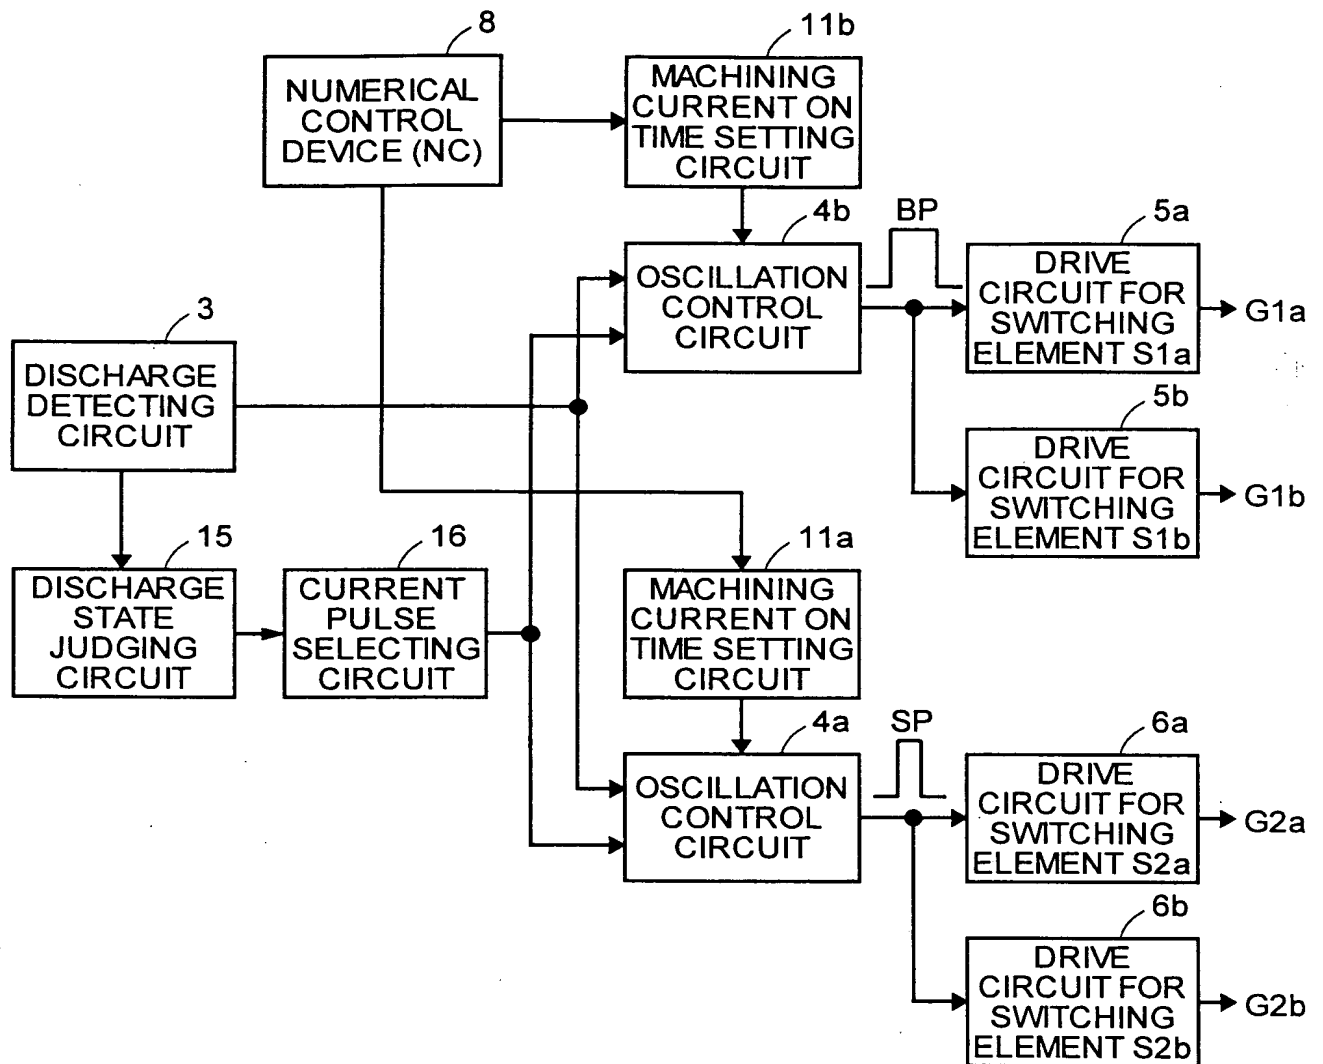 8
NUMERICAL
CONTROL
DEVICE (NC)
11b
MACHINING
CURRENT ON
TIME SETTING
CIRCUIT
4b
OSCILLATION
CONTROL
CIRCUIT
BP
5a
DRIVE
CIRCUIT FOR
SWITCHING
ELEMENT S1a
G1a
5b
DRIVE
CIRCUIT FOR
SWITCHING
ELEMENT S1b
G1b
3
DISCHARGE
DETECTING
CIRCUIT
15
DISCHARGE
STATE
JUDGING
CIRCUIT
16
CURRENT
PULSE
SELECTING
CIRCUIT
11a
MACHINING
CURRENT ON
TIME SETTING
CIRCUIT
4a
OSCILLATION
CONTROL
CIRCUIT
SP
6a
DRIVE
CIRCUIT FOR
SWITCHING
ELEMENT S2a
G2a
6b
DRIVE
CIRCUIT FOR
SWITCHING
ELEMENT S2b
G2b